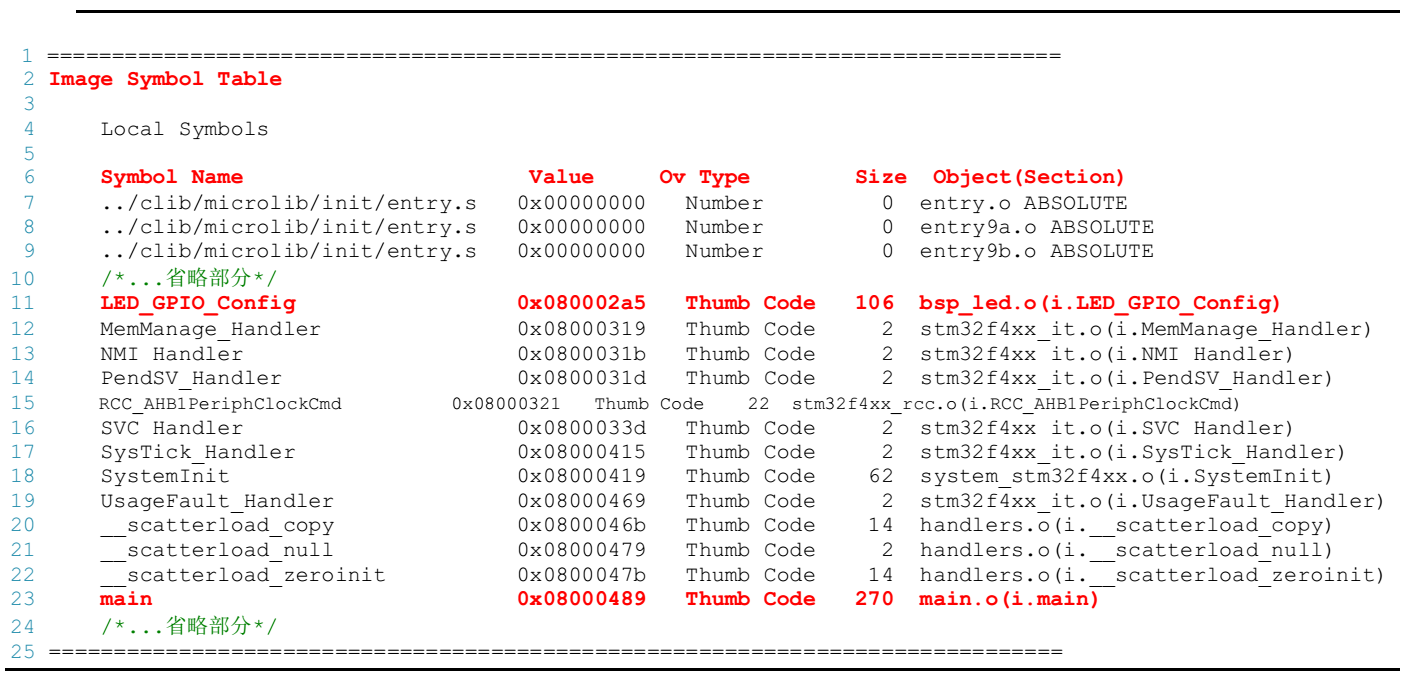 1 ==============================================================================
2 Image Symbol Table
3
4     Local Symbols
5
6     Symbol Name                      Value     Ov Type        Size  Object(Section)
7     ../clib/microlib/init/entry.s   0x00000000   Number         0  entry.o ABSOLUTE
8     ../clib/microlib/init/entry.s   0x00000000   Number         0  entry9a.o ABSOLUTE
9     ../clib/microlib/init/entry.s   0x00000000   Number         0  entry9b.o ABSOLUTE
10    /*...省略部分*/
11    LED_GPIO_Config                 0x080002a5   Thumb Code   106  bsp_led.o(i.LED_GPIO_Config)
12    MemManage_Handler               0x08000319   Thumb Code     2  stm32f4xx_it.o(i.MemManage_Handler)
13    NMI Handler                     0x0800031b   Thumb Code     2  stm32f4xx_it.o(i.NMI Handler)
14    PendSV_Handler                  0x0800031d   Thumb Code     2  stm32f4xx_it.o(i.PendSV_Handler)
15    RCC_AHB1PeriphClockCmd          0x08000321   Thumb Code    22  stm32f4xx_rcc.o(i.RCC_AHB1PeriphClockCmd)
16    SVC Handler                     0x0800033d   Thumb Code     2  stm32f4xx_it.o(i.SVC Handler)
17    SysTick_Handler                 0x08000415   Thumb Code     2  stm32f4xx_it.o(i.SysTick_Handler)
18    SystemInit                      0x08000419   Thumb Code    62  system_stm32f4xx.o(i.SystemInit)
19    UsageFault_Handler              0x08000469   Thumb Code     2  stm32f4xx_it.o(i.UsageFault_Handler)
20    __scatterload_copy              0x0800046b   Thumb Code    14  handlers.o(i.__scatterload_copy)
21    __scatterload_null              0x08000479   Thumb Code     2  handlers.o(i.__scatterload_null)
22    __scatterload_zeroinit          0x0800047b   Thumb Code    14  handlers.o(i.__scatterload_zeroinit)
23    main                            0x08000489   Thumb Code   270  main.o(i.main)
24    /*...省略部分*/
25 ==============================================================================